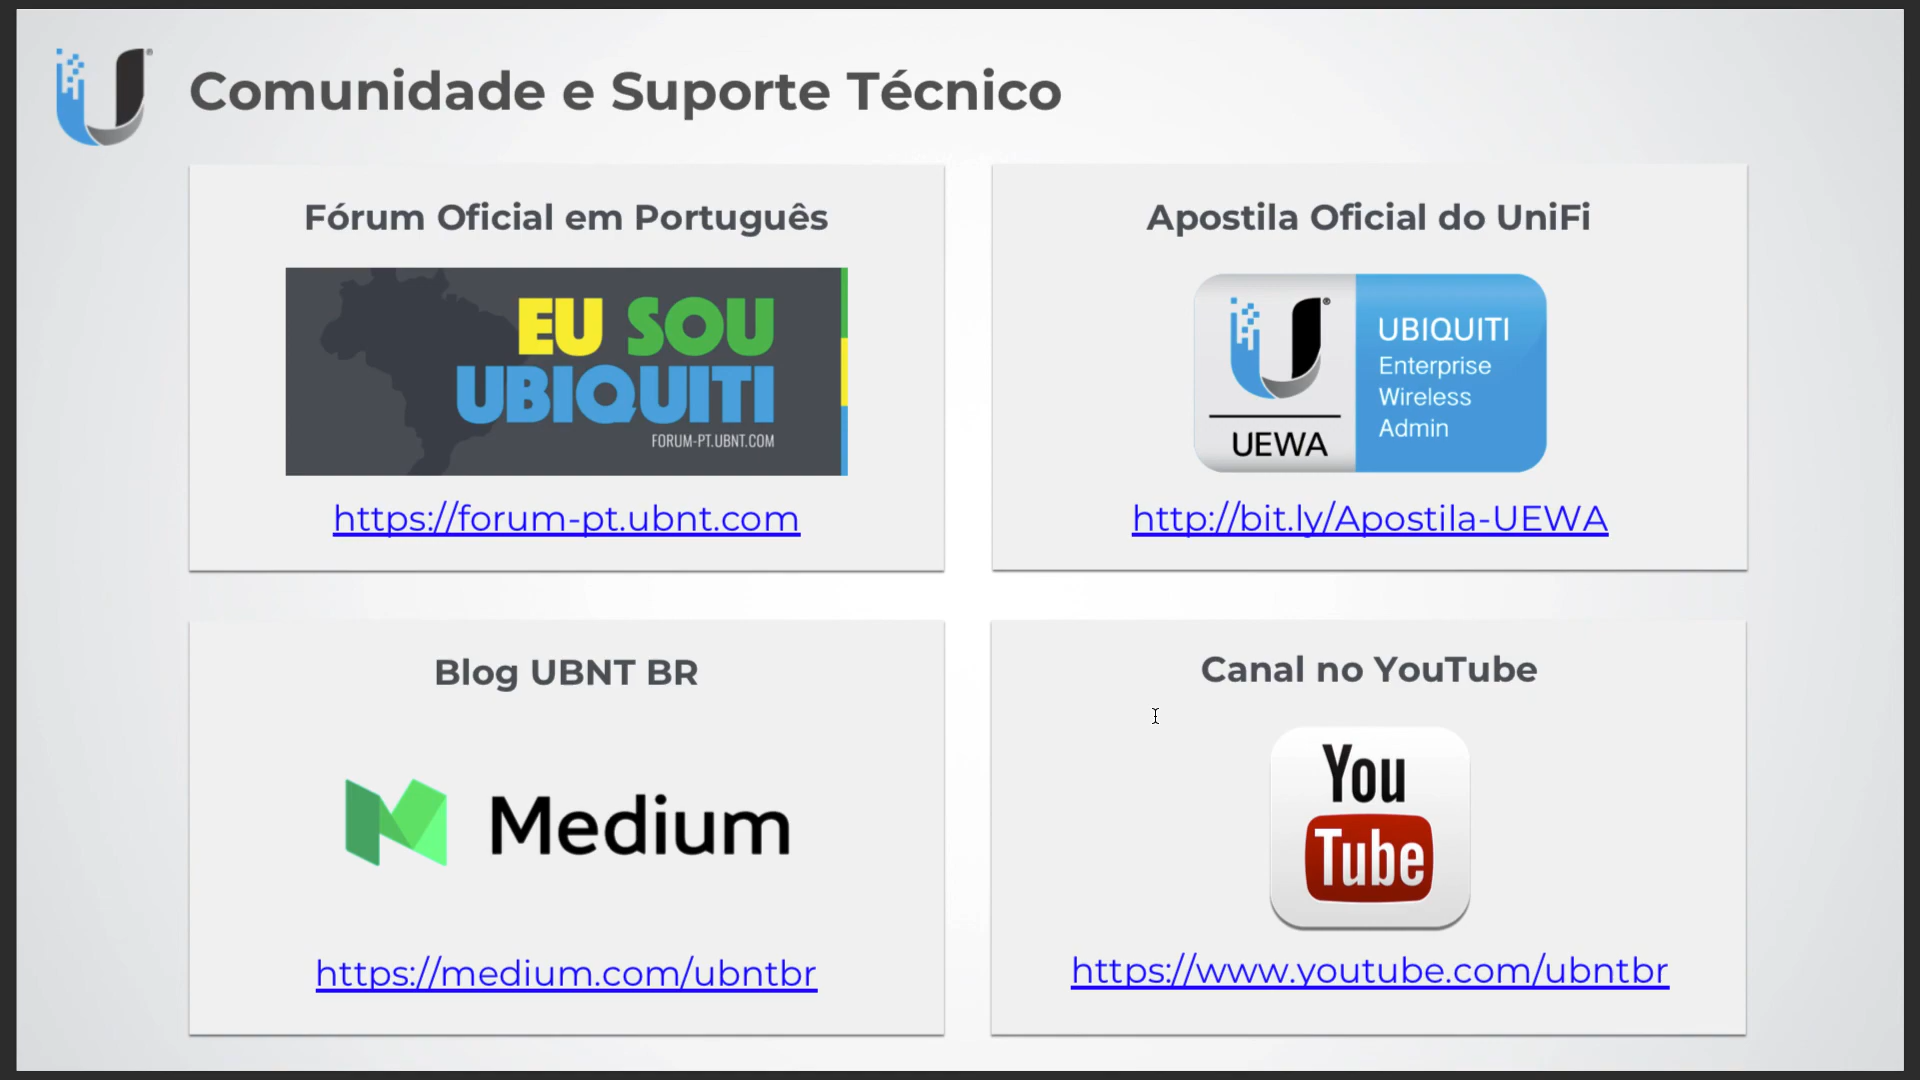 Comunidade e Suporte Técnico
Fórum Oficial em Português
EU SOU
UBIQUITI
FORUM-PT.UBNT.COM
https://forum-pt.ubnt.com
Apostila Oficial do UniFi
UEWA
UBIQUITI
Enterprise
Wireless
Admin
http://bit.ly/Apostila-UEWA
Blog UBNT BR
Medium
https://medium.com/ubntbr
Canal no YouTube
You
Tube
https://www.youtube.com/ubntbr